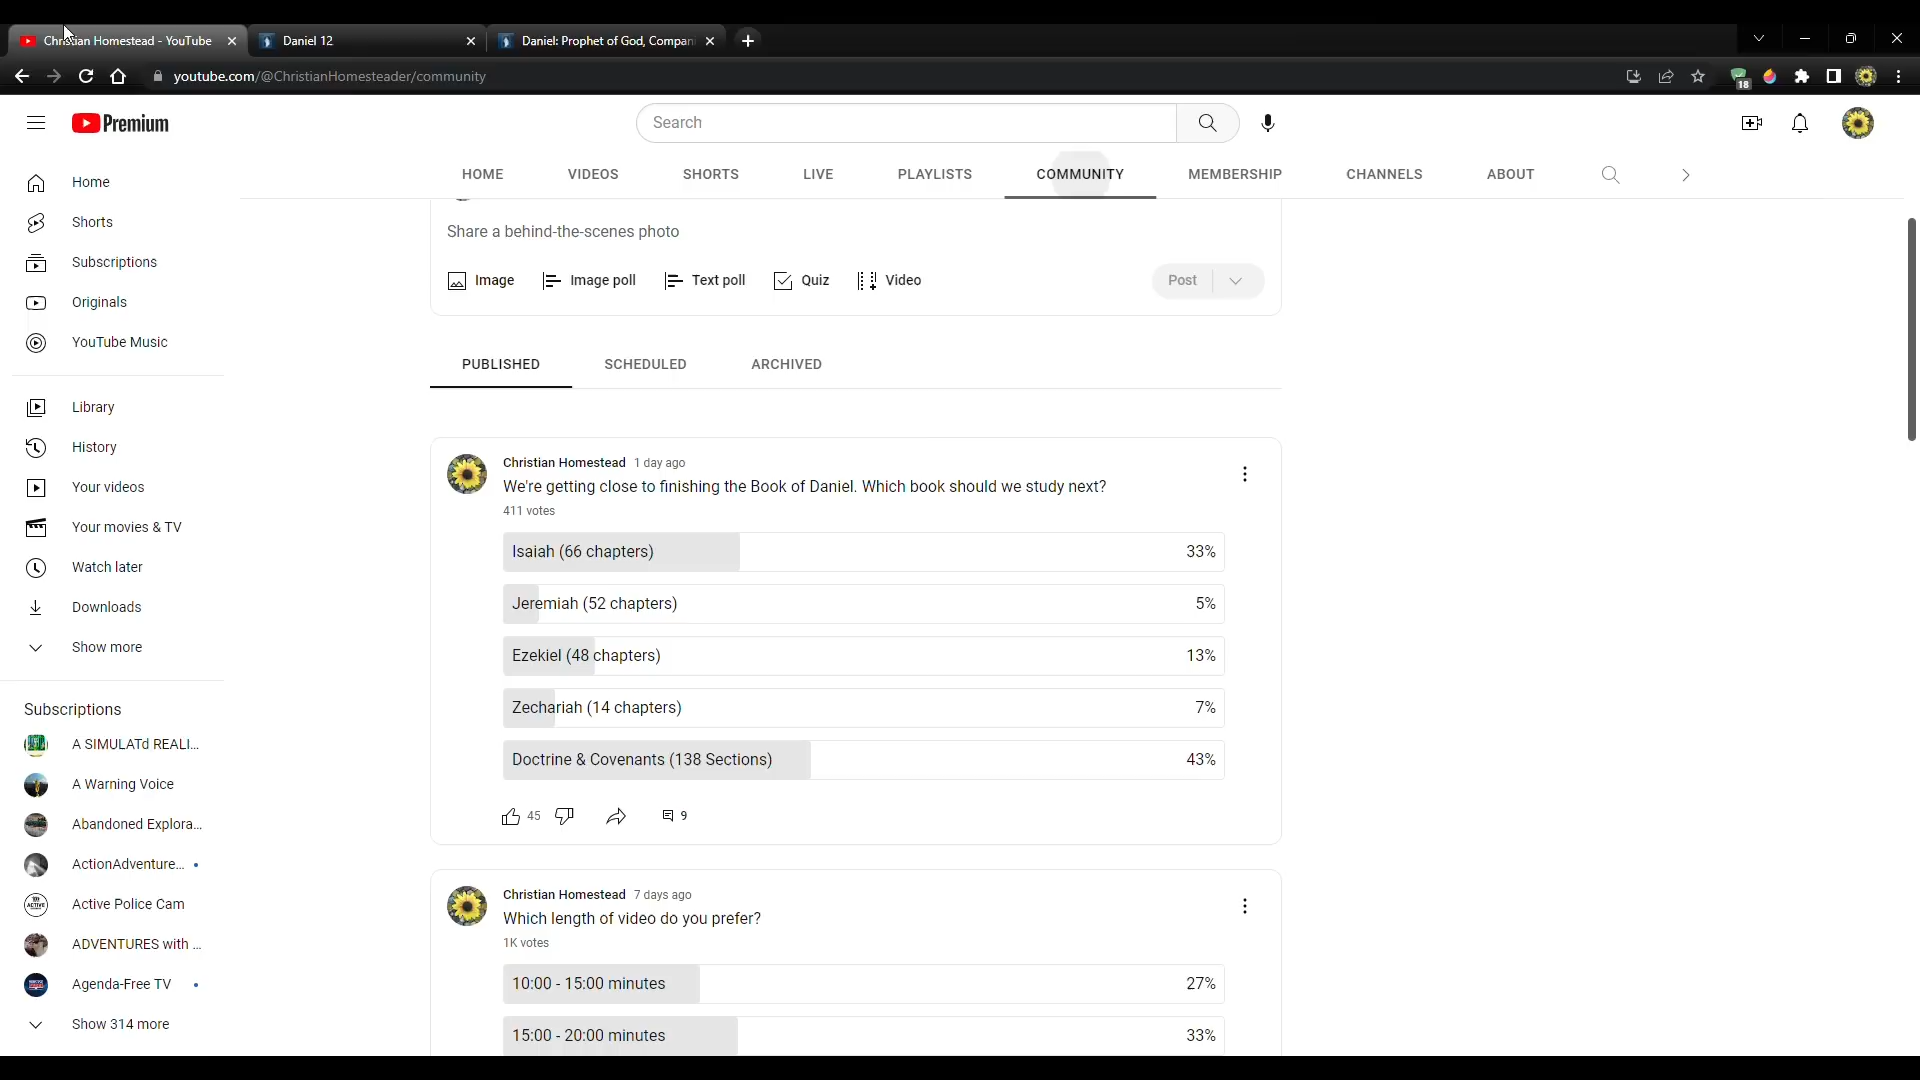 Christian Homestead - YouTube
Daniel 12
Daniel: Prophet of God, Compan
youtube.com/@ChristianHomesteader/community
18
Premium
Search
HOME
VIDEOS
SHORTS
LIVE
PLAYLISTS
COMMUNITY
MEMBERSHIP
CHANNELS
ABOUT
Home
Shorts
Subscriptions
Originals
YouTube Music
Library
History
Your videos
Your movies & TV
Watch later
Downloads
Show more
Subscriptions
A SIMULATd REALI...
A Warning Voice
Abandoned Explora...
ActionAdventure...
Active Police Cam
ADVENTURES with ...
Agenda-Free TV
Show 314 more
Share a behind-the-scenes photo
Image
Image poll
Text poll
Quiz
Video
Post
PUBLISHED
SCHEDULED
ARCHIVED
Christian Homestead 1 day ago
We're getting close to finishing the Book of Daniel. Which book should we study next?
411 votes
Isaiah (66 chapters) 33%
Jeremiah (52 chapters) 5%
Ezekiel (48 chapters) 13%
Zechariah (14 chapters) 7%
Doctrine & Covenants (138 Sections) 43%
45
9
Christian Homestead 7 days ago
Which length of video do you prefer?
1K votes
10:00 - 15:00 minutes 27%
15:00 - 20:00 minutes 33%